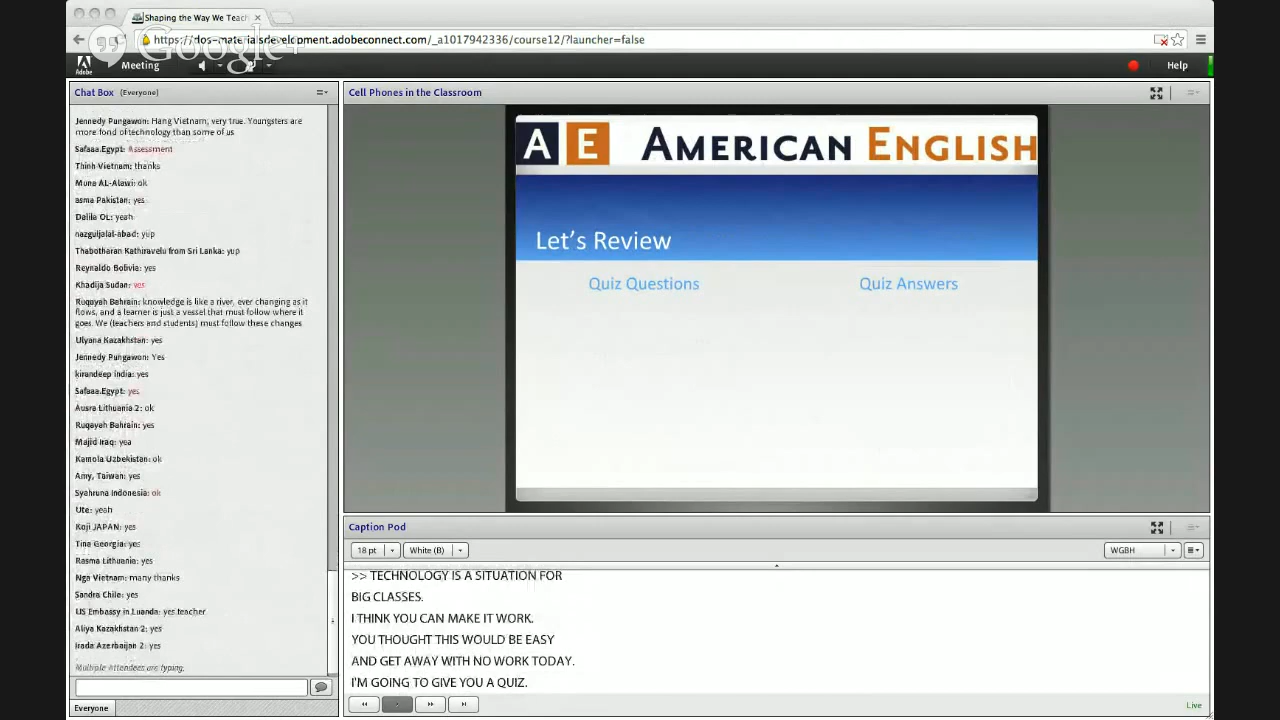 Shaping the Way We Teach
https://dos-materialsdevelopment.adobeconnect.com/_a1017942336/course12/?launcher=false
Google+
Adobe
Meeting
Help
Chat Box (Everyone)
Jennedy Pungawon: Hang Vietnam, very true. Youngsters are
more fond of technology than some of us
Safaaa Egypt: Assessment
Thinh Vietnam: thanks
Muna AL-Alawi: ok
asma Pakistan: yes
Dalila OL: yeah
nazguljalal-abad: yup
Thabotharan Kathiravelu from Sri Lanka: yup
Reynaldo Bolivia: yes
Khadija Sudan: yes
Ruqayah Bahrain: knowledge is like a river, ever changing as it
flows, and a learner is just a vessel that must follow where it
goes. We (teachers and students) must follow these changes
Ulyana Kazakhstan: yes
Jennedy Pungawon: Yes
kirandeep india: yes
Safaaa Egypt: yes
Ausra Lithuania 2: ok
Ruqayah Bahrain: yes
Majid Iraq: yea
Kamola Uzbekistan: ok
Amy, Taiwan: yes
Syahruna Indonesia: ok
Ute: yeah
Koji JAPAN: yes
Tina Georgia: yes
Rasma Lithuania: yes
Nga Vietnam: many thanks
Sandra Chile: yes
US Embassy in Luanda: yes teacher
Aliya Kazakhstan 2: yes
Irada Azerbaijan 2: yes
Multiple Attendees are typing.
Everyone
Cell Phones in the Classroom
A E AMERICAN ENGLISH
Let's Review
Quiz Questions
Quiz Answers
Caption Pod
18 pt
White (B)
WGBH
>> TECHNOLOGY IS A SITUATION FOR
BIG CLASSES.
I THINK YOU CAN MAKE IT WORK.
YOU THOUGHT THIS WOULD BE EASY
AND GET AWAY WITH NO WORK TODAY.
I'M GOING TO GIVE YOU A QUIZ.
Live